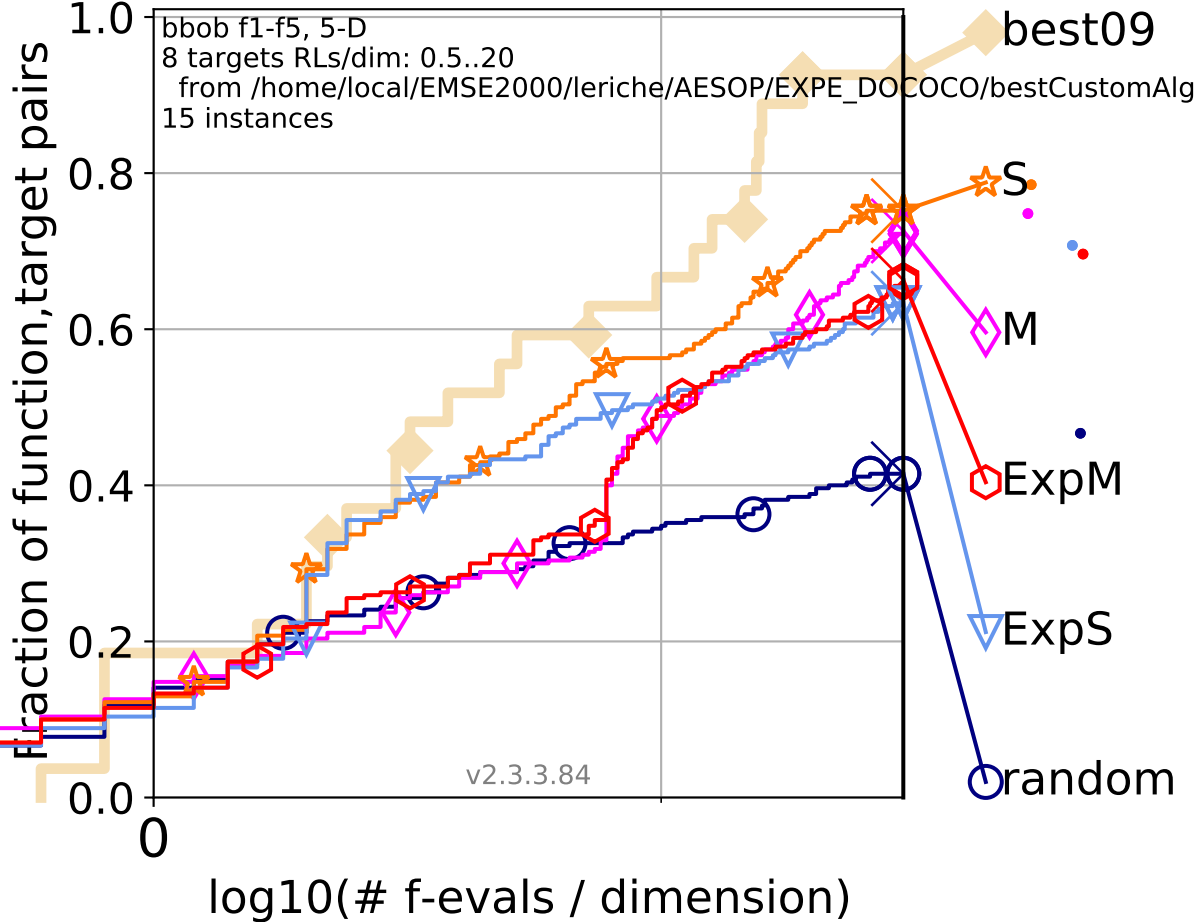 1.0
bbob f1-f5, 5-D
8 targets RLs/dim: 0.5..20
from /home/local/EMSE2000/leriche/AESOP/EXPE_DOCOCO/bestCustomAlg
15 instances
best09
0.8
S
0.6
M
0.4
ExpM
0.2
ExpS
v2.3.3.84
random
0.0
0
Fraction of function,target pairs
log10(# f-evals / dimension)